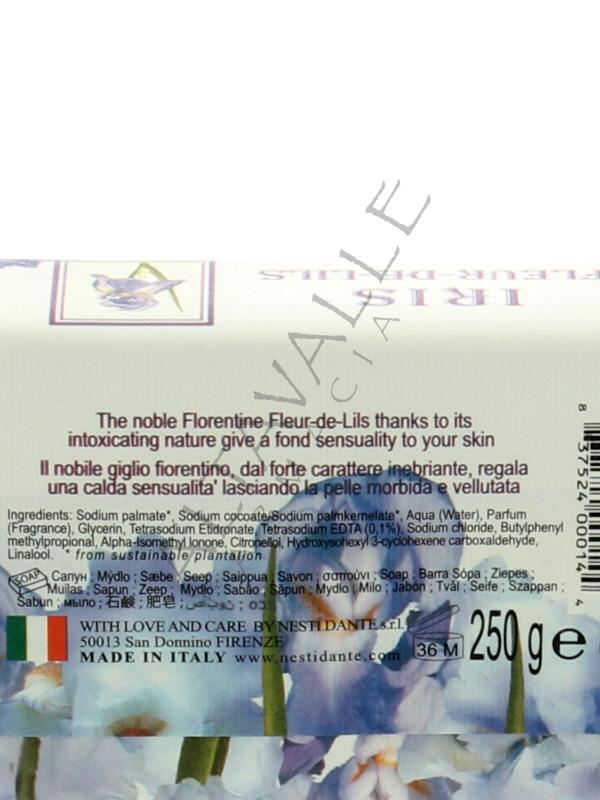 IRIS
FLEUR-DE-LILS
ALTAVALLE
FARMACIA
The noble Florentine Fleur-de-Lils thanks to its
intoxicating nature give a fond sensuality to your skin
Il nobile giglio fiorentino, dal forte carattere inebriante, regala
una calda sensualita' lasciando la pelle morbida e vellutata
Ingredients: Sodium palmate*, Sodium cocoate/Sodium palmkernelate*, Aqua (Water), Parfum
(Fragrance), Glycerin, Tetrasodium Etidronate, Tetrasodium EDTA (0,1%), Sodium chloride, Butylphenyl
methylpropional, Alpha-Isomethyl Ionone, Citronellol, Hydroxysohexyl 3-cyclohexene carboxaldehyde,
Linalool. * from sustainable plantation
SOAP Сапун ; Mýdlo ; Sæbe ; Seep ; Saippua ; Savon ; σαπούνι ; Soap ; Barra Sópa ; Ziepes ;
Muilas ; Sapun ; Zeep ; Mydło ; Sabão ; Săpun ; Mydlo ; Milo ; Jabón ; Tvål ; Seife ; Szappan ;
Sabun ; мыло ; 石鹸 ; 肥皂 ;
WITH LOVE AND CARE BY NESTI DANTE s.r.l.
50013 San Donnino FIRENZE
MADE IN ITALY www.nestidante.com
36 M
250 g e
8 37524 00014 4